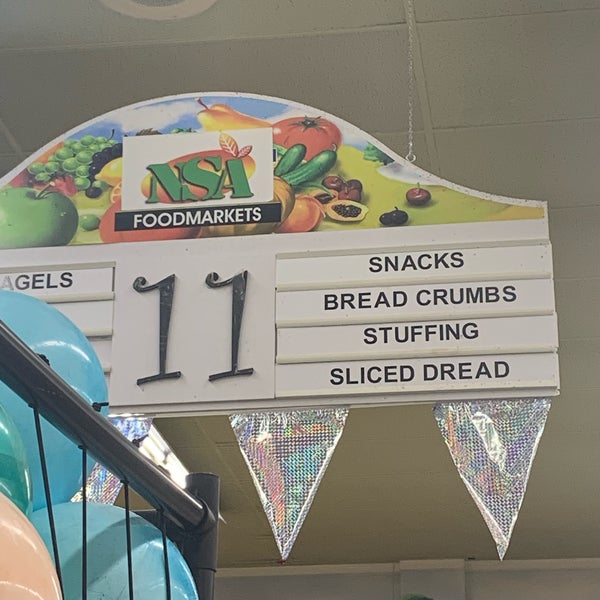 NSA
FOODMARKETS
AGELS
11
SNACKS
BREAD CRUMBS
STUFFING
SLICED DREAD